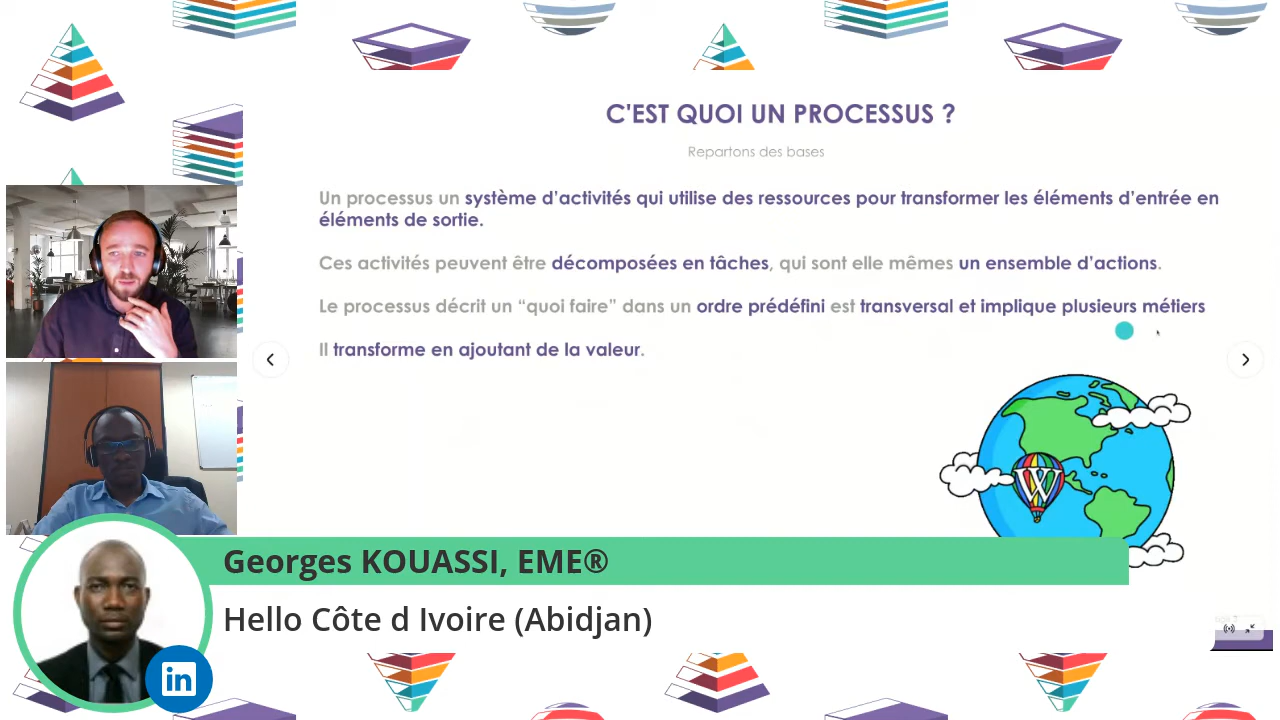 C'EST QUOI UN PROCESSUS ?
Repartons des bases
Un processus un système d'activités qui utilise des ressources pour transformer les éléments d'entrée en
éléments de sortie.
Ces activités peuvent être décomposées en tâches, qui sont elle mêmes un ensemble d'actions.
Le processus décrit un “quoi faire” dans un ordre prédéfini est transversal et implique plusieurs métiers
Il transforme en ajoutant de la valeur.
W
Georges KOUASSI, EME®
Hello Côte d Ivoire (Abidjan)
in